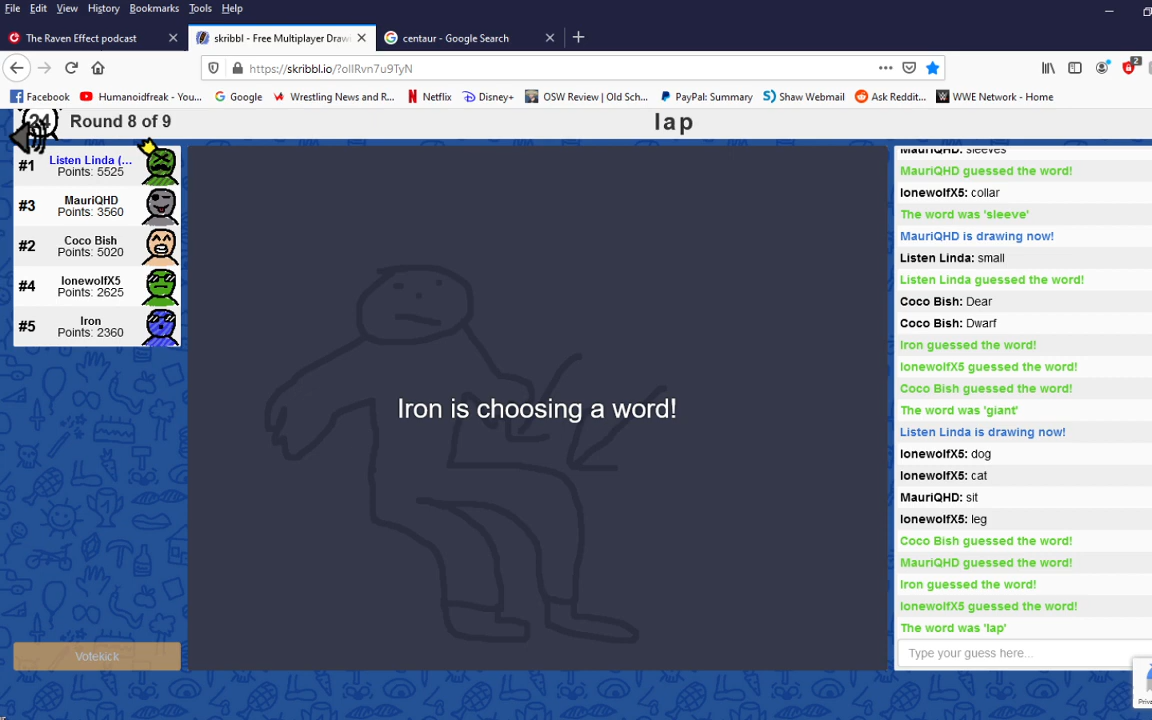 File Edit View History Bookmarks Tools Help
The Raven Effect podcast
skribbl - Free Multiplayer Draw
centaur - Google Search
https://skribbl.io/?olIRvn7u9TyN
2
Facebook Humanoidfreak - You... Google Wrestling News and R... Netflix Disney+ OSW Review | Old Sch... PayPal: Summary Shaw Webmail Ask Reddit... WWE Network - Home
24 Round 8 of 9 lap
#1 Listen Linda (...
Points: 5525
#3 MauriQHD
Points: 3560
#2 Coco Bish
Points: 5020
#4 lonewolfX5
Points: 2625
#5 Iron
Points: 2360
Votekick
Iron is choosing a word!
MauriQHD: sleeves
MauriQHD guessed the word!
lonewolfX5: collar
The word was 'sleeve'
MauriQHD is drawing now!
Listen Linda: small
Listen Linda guessed the word!
Coco Bish: Dear
Coco Bish: Dwarf
Iron guessed the word!
lonewolfX5 guessed the word!
Coco Bish guessed the word!
The word was 'giant'
Listen Linda is drawing now!
lonewolfX5: dog
lonewolfX5: cat
MauriQHD: sit
lonewolfX5: leg
Coco Bish guessed the word!
MauriQHD guessed the word!
Iron guessed the word!
lonewolfX5 guessed the word!
The word was 'lap'
Type your guess here...